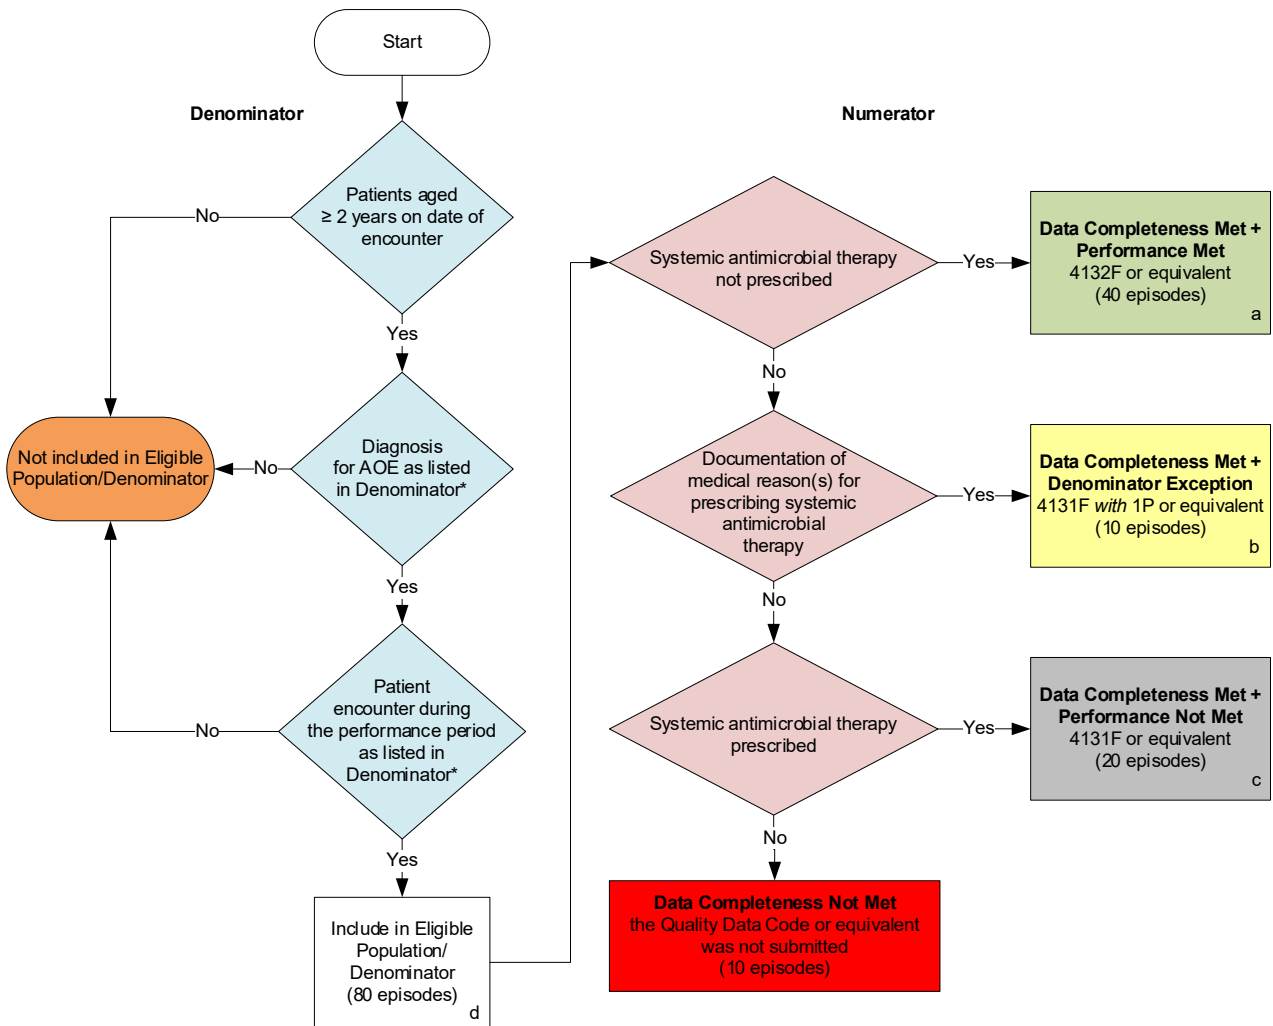 Start
Denominator
Patients aged
≥ 2 years on date of
encounter
No
Yes
Diagnosis
for AOE as listed
in Denominator*
No
Not included in Eligible
Population/Denominator
Yes
Patient
encounter during
the performance period
as listed in
Denominator*
No
Yes
Include in Eligible
Population/
Denominator
(80 episodes)
d
Numerator
Systemic antimicrobial therapy
not prescribed
Yes
Data Completeness Met +
Performance Met
4132F or equivalent
(40 episodes)
a
No
Documentation of
medical reason(s) for
prescribing systemic
antimicrobial
therapy
Yes
Data Completeness Met +
Denominator Exception
4131F with 1P or equivalent
(10 episodes)
b
No
Systemic antimicrobial therapy
prescribed
Yes
Data Completeness Met +
Performance Not Met
4131F or equivalent
(20 episodes)
c
No
Data Completeness Not Met
the Quality Data Code or equivalent
was not submitted
(10 episodes)